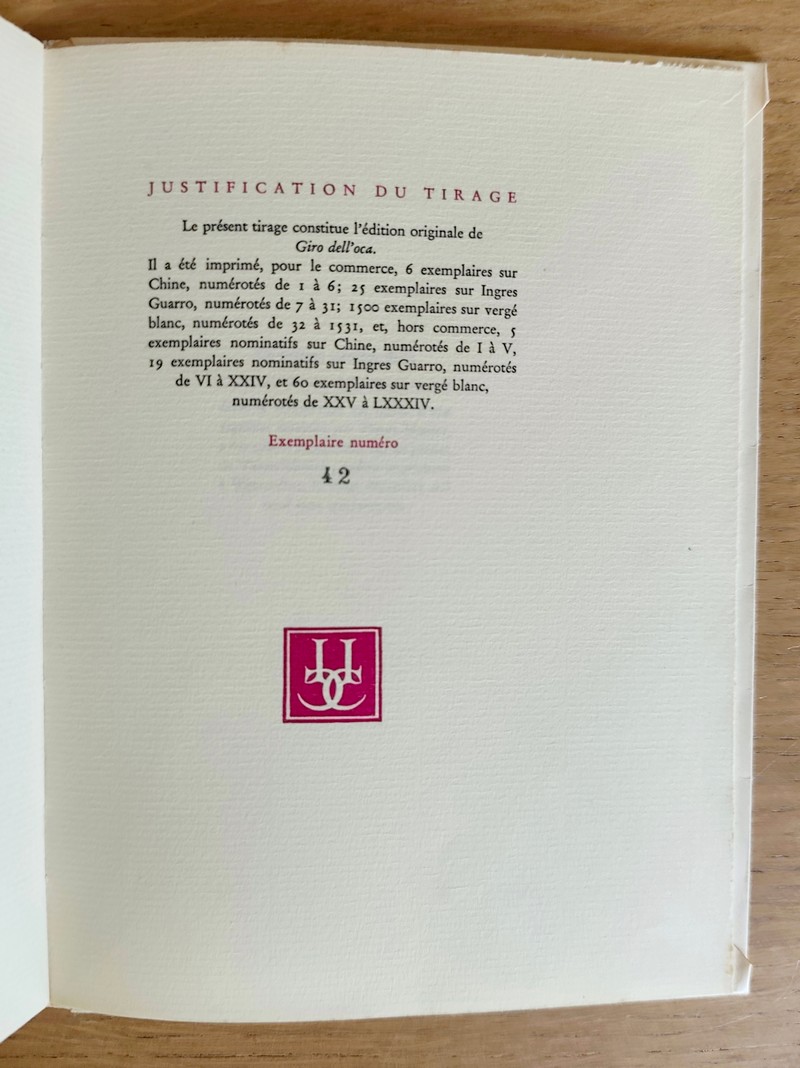 JUSTIFICATION DU TIRAGE
Le présent tirage constitue l'édition originale de
Giro dell'oca.
Il a été imprimé, pour le commerce, 6 exemplaires sur
Chine, numérotés de 1 à 6; 25 exemplaires sur Ingres
Guarro, numérotés de 7 à 31; 1500 exemplaires sur vergé
blanc, numérotés de 32 à 1531, et, hors commerce, 5
exemplaires nominatifs sur Chine, numérotés de I à V,
19 exemplaires nominatifs sur Ingres Guarro, numérotés
de VI à XXIV, et 60 exemplaires sur vergé blanc,
numérotés de XXV à LXXXIV.
Exemplaire numéro
42